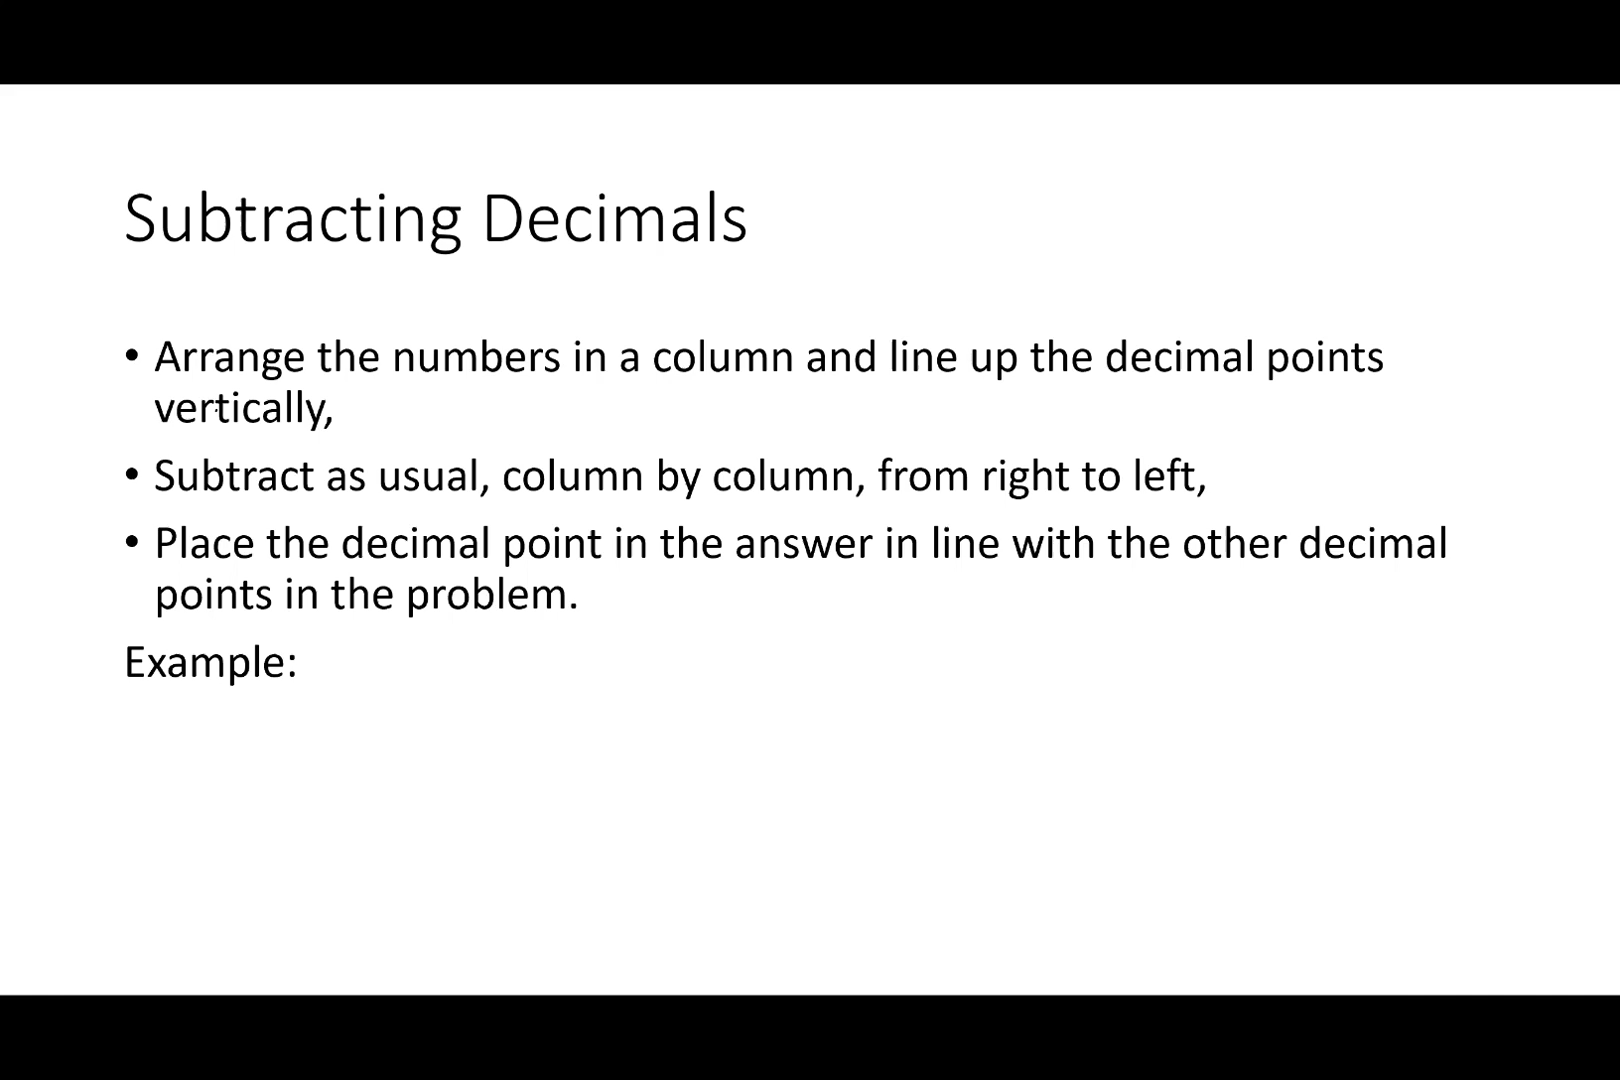 Subtracting Decimals
• Arrange the numbers in a column and line up the decimal points
vertically,
• Subtract as usual, column by column, from right to left,
• Place the decimal point in the answer in line with the other decimal
points in the problem.
Example: